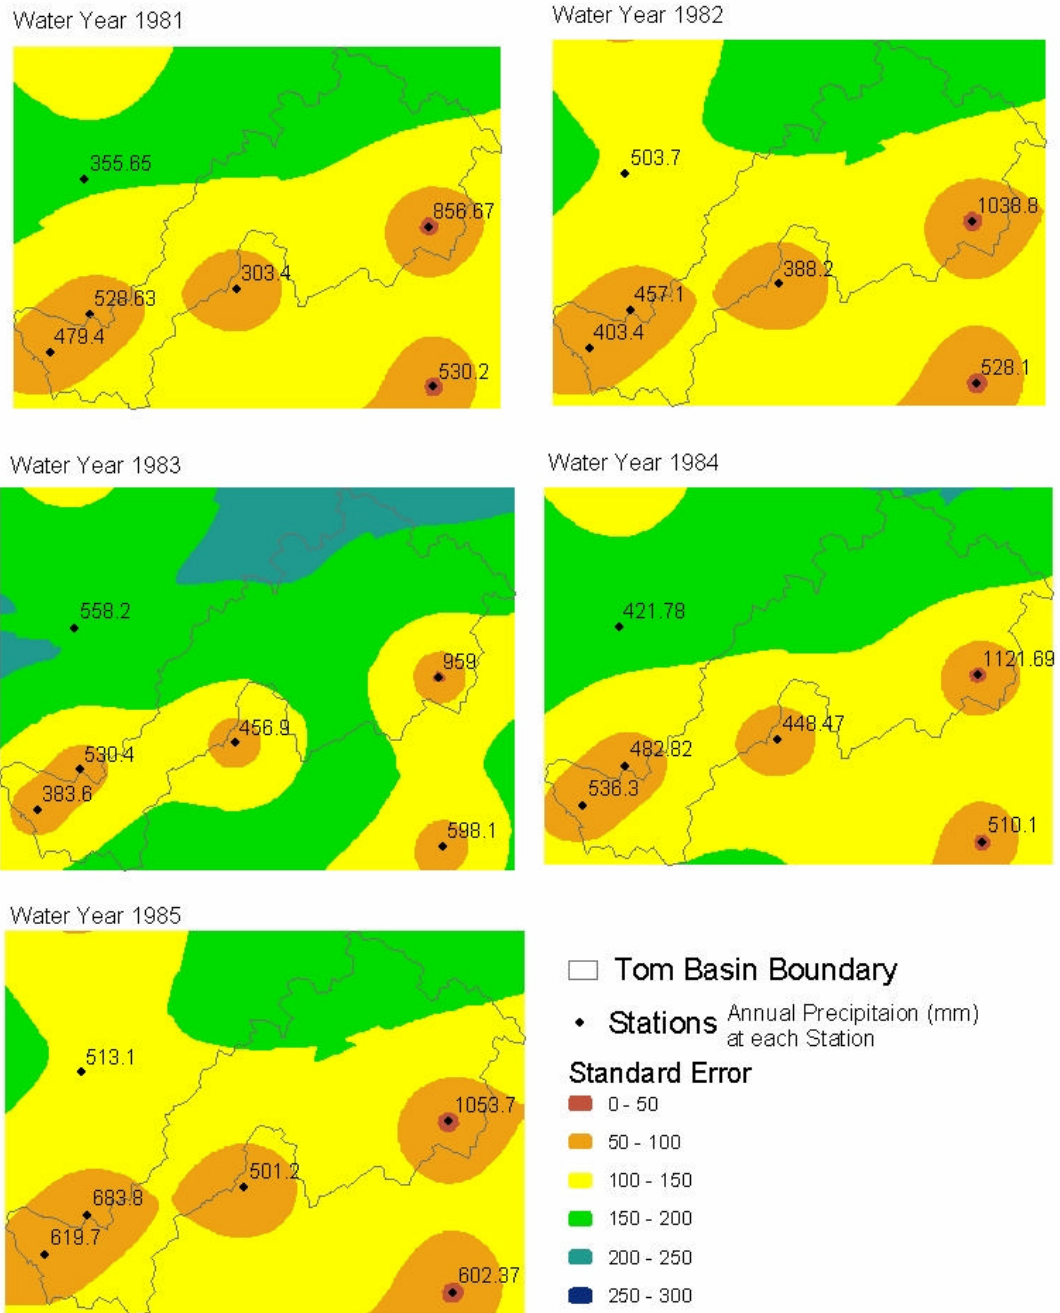 Water Year 1981
355.65
856.67
303.4
528.63
479.4
530.2
Water Year 1982
503.7
1038.8
388.2
457.1
403.4
528.1
Water Year 1983
558.2
959
456.9
530.4
383.6
598.1
Water Year 1984
421.78
1121.69
448.47
482.82
536.3
510.1
Water Year 1985
513.1
1053.7
501.2
683.8
619.7
602.37
Tom Basin Boundary
Stations Annual Precipitaion (mm)
at each Station
Standard Error
0 - 50
50 - 100
100 - 150
150 - 200
200 - 250
250 - 300